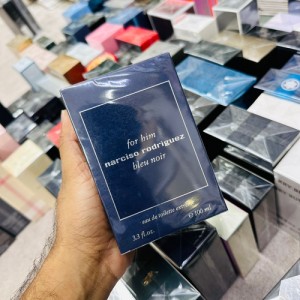 for him
narciso rodriguez
bleu noir
eau de toilette extrême
3.3 fl.oz. ℮ 100 ml